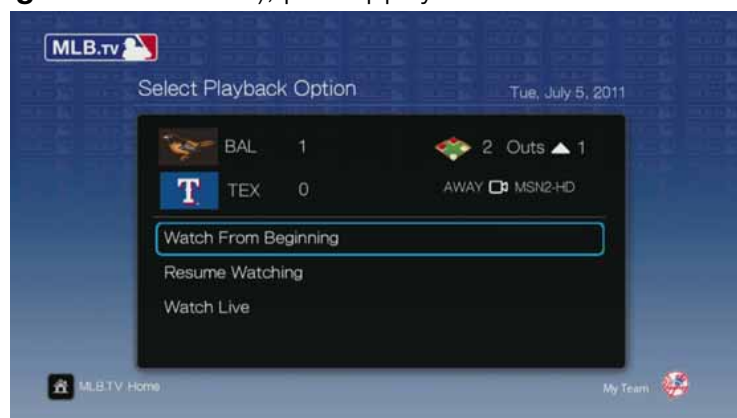 MLB.TV
Select Playback Option
Tue, July 5, 2011
BAL 1 2 Outs ▲ 1
T TEX 0 AWAY MSN2-HD
Watch From Beginning
Resume Watching
Watch Live
MLB.TV Home My Team